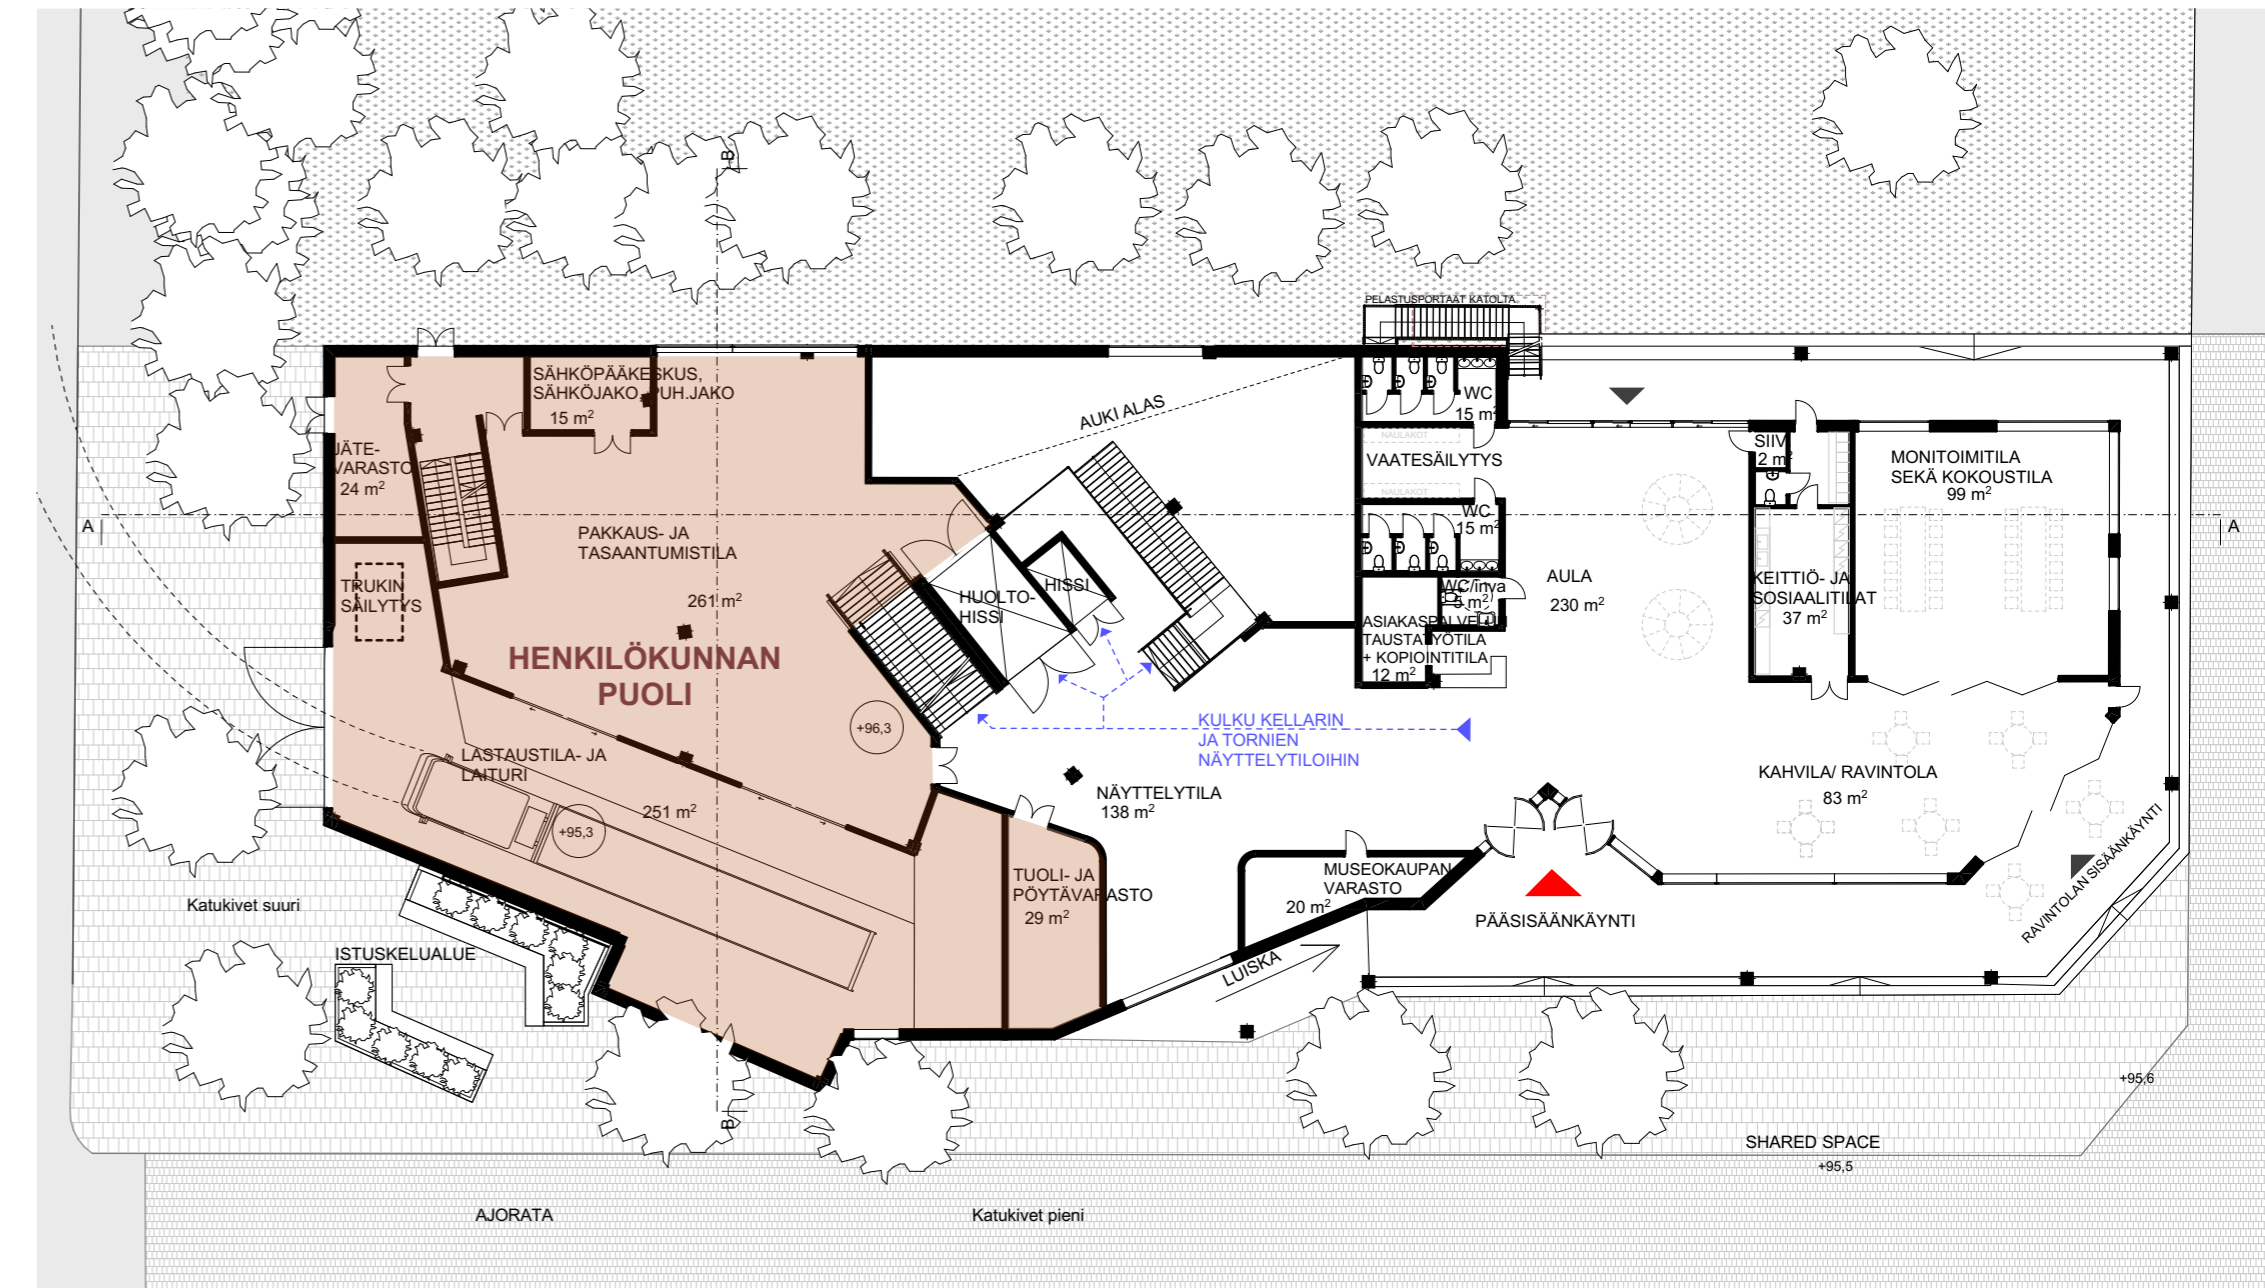 B
PELASTUSPORTAAT KATOLTA
SÄHKÖPÄÄKESKUS,
SÄHKÖJAKO, PUH.JAKO
15 m²
AUKI ALAS
WC
15 m²
NAULAKOT
VAATESÄILYTYS
NAULAKOT
WC
15 m²
SIIV
2 m²
MONITOIMITILA
SEKÄ KOKOUSTILA
99 m²
JÄTE-
VARASTO
24 m²
A
A
PAKKAUS- JA
TASAANTUMISTILA
261 m²
TRUKIN
SÄILYTYS
HUOLTO-
HISSI
HISSI
WC/inva
5 m²
AULA
230 m²
KEITTIÖ- JA
SOSIAALITILAT
37 m²
ASIAKASPALVELUN
TAUSTATYÖTILA
+ KOPIOINTITILA
12 m²
HENKILÖKUNNAN
PUOLI
+96,3
KULKU KELLARIN
JA TORNIEN
NÄYTTELYTILOIHIN
LASTAUSTILA- JA
LAITURI
251 m²
+95,3
NÄYTTELYTILA
138 m²
KAHVILA/ RAVINTOLA
83 m²
RAVINTOLAN SISÄÄNKÄYNTI
TUOLI- JA
PÖYTÄVARASTO
29 m²
MUSEOKAUPAN
VARASTO
20 m²
PÄÄSISÄÄNKÄYNTI
LUISKA
Katukivet suuri
ISTUSKELUALUE
B
+95,6
SHARED SPACE
+95,5
AJORATA
Katukivet pieni